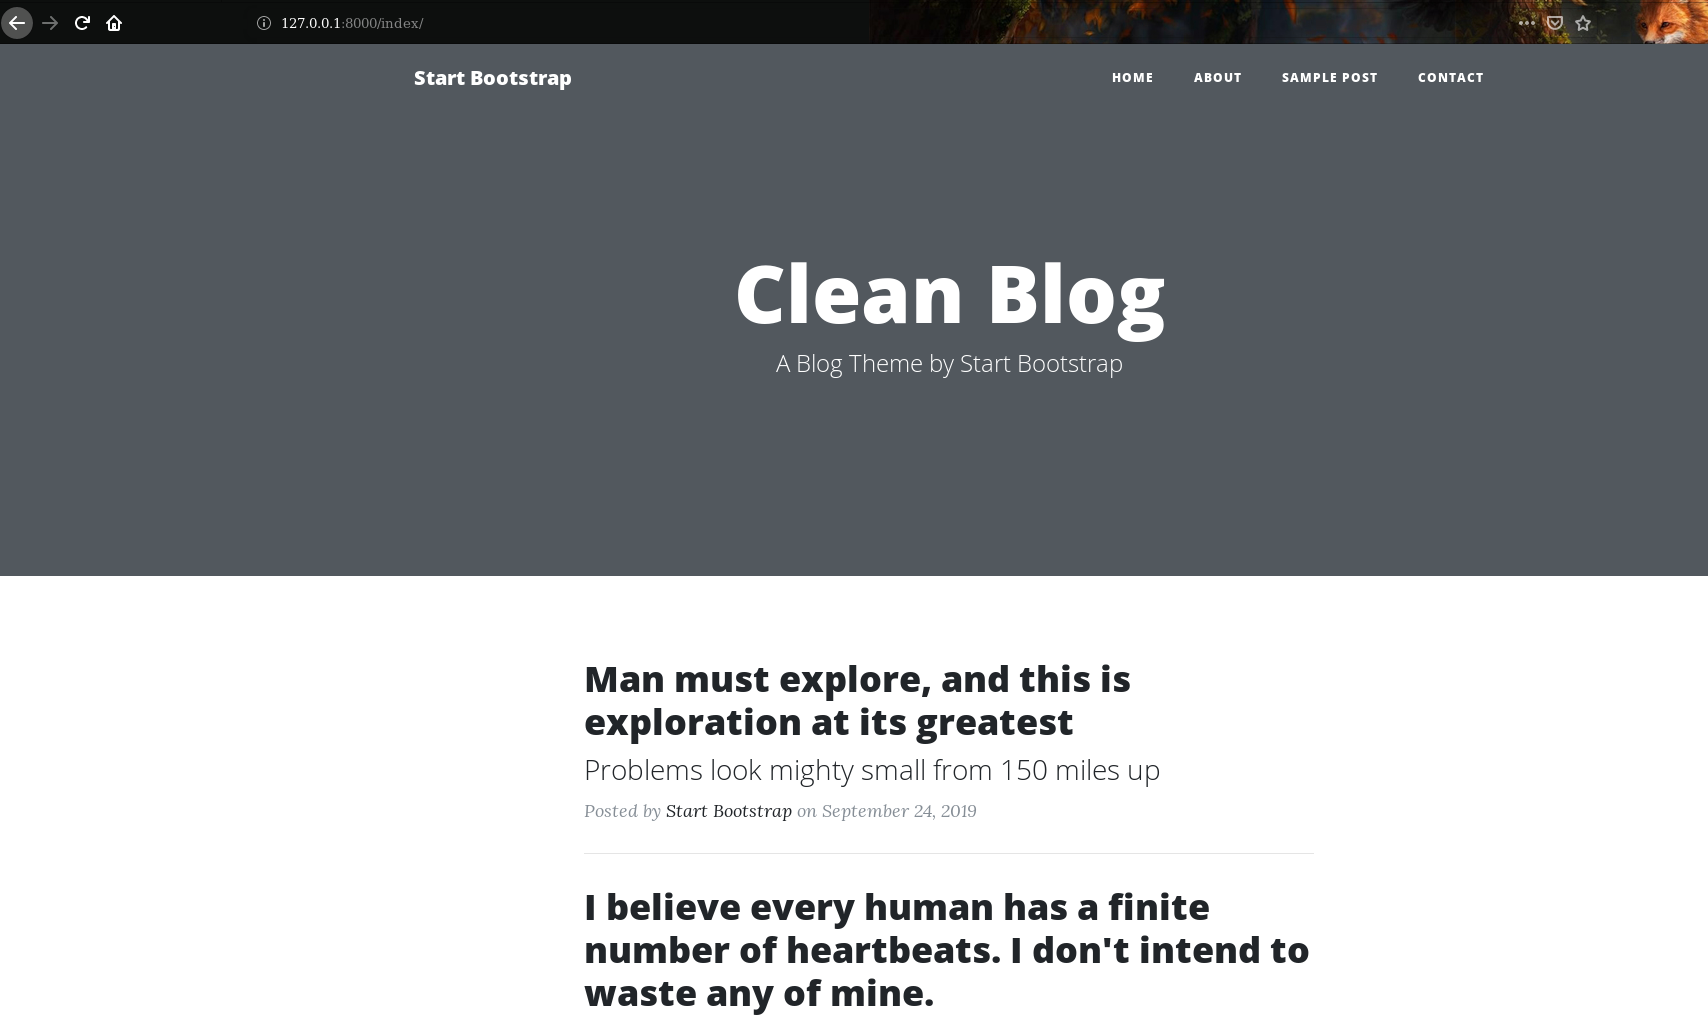 127.0.0.1:8000/index/
Start Bootstrap
HOME ABOUT SAMPLE POST CONTACT
Clean Blog
A Blog Theme by Start Bootstrap
Man must explore, and this is
exploration at its greatest
Problems look mighty small from 150 miles up
Posted by Start Bootstrap on September 24, 2019
I believe every human has a finite
number of heartbeats. I don't intend to
waste any of mine.